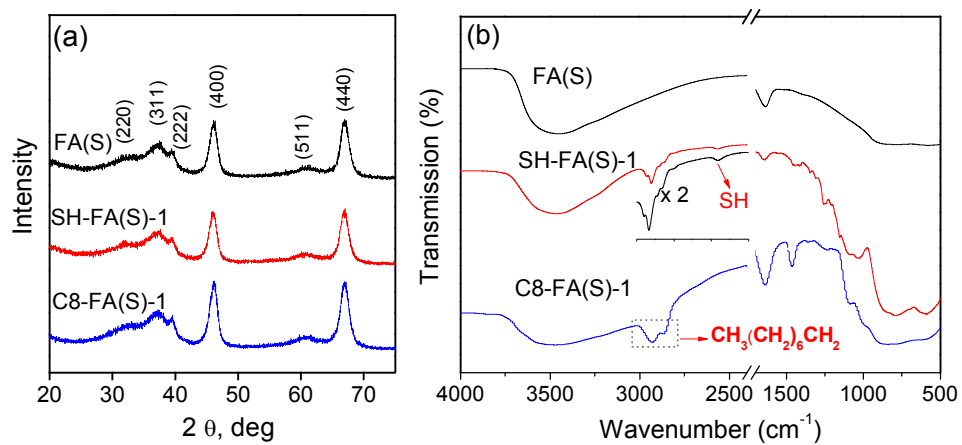 (a)
FA(S)
(220)
(311)
(222)
(400)
(511)
(440)
SH-FA(S)-1
C8-FA(S)-1
Intensity
20 30 40 50 60 70
2 θ, deg
(b)
FA(S)
SH-FA(S)-1
x 2
SH
C8-FA(S)-1
CH₃(CH₂)₆CH₂
Transmission (%)
4000 3500 3000 2500 1500 1000 500
Wavenumber (cm⁻¹)